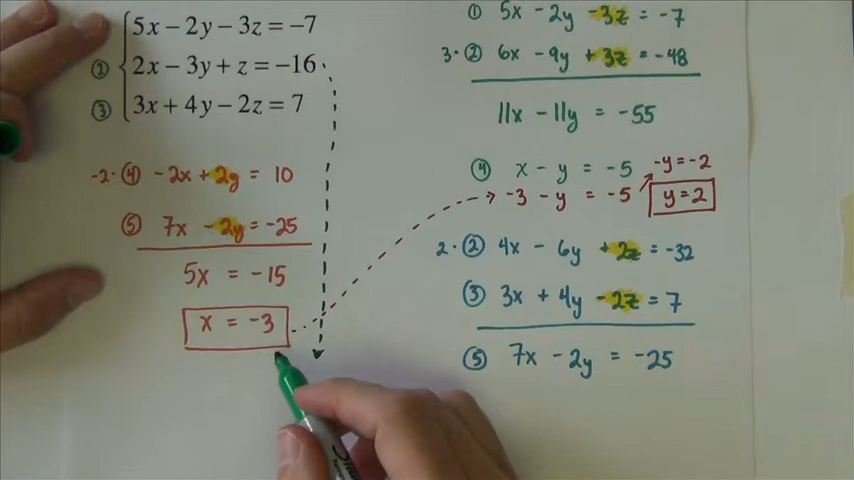 5x − 2y − 3z = −7
② 2x − 3y + z = −16
③ 3x + 4y − 2z = 7
-2· ④ -2x + 2y = 10
⑤ 7x - 2y = -25
5x = -15
x = -3
① 5x - 2y - 3z = -7
3· ② 6x - 9y + 3z = -48
11x - 11y = -55
④ x - y = -5
-y = -2
-3 - y = -5
y = 2
2· ② 4x - 6y + 2z = -32
③ 3x + 4y - 2z = 7
⑤ 7x - 2y = -25